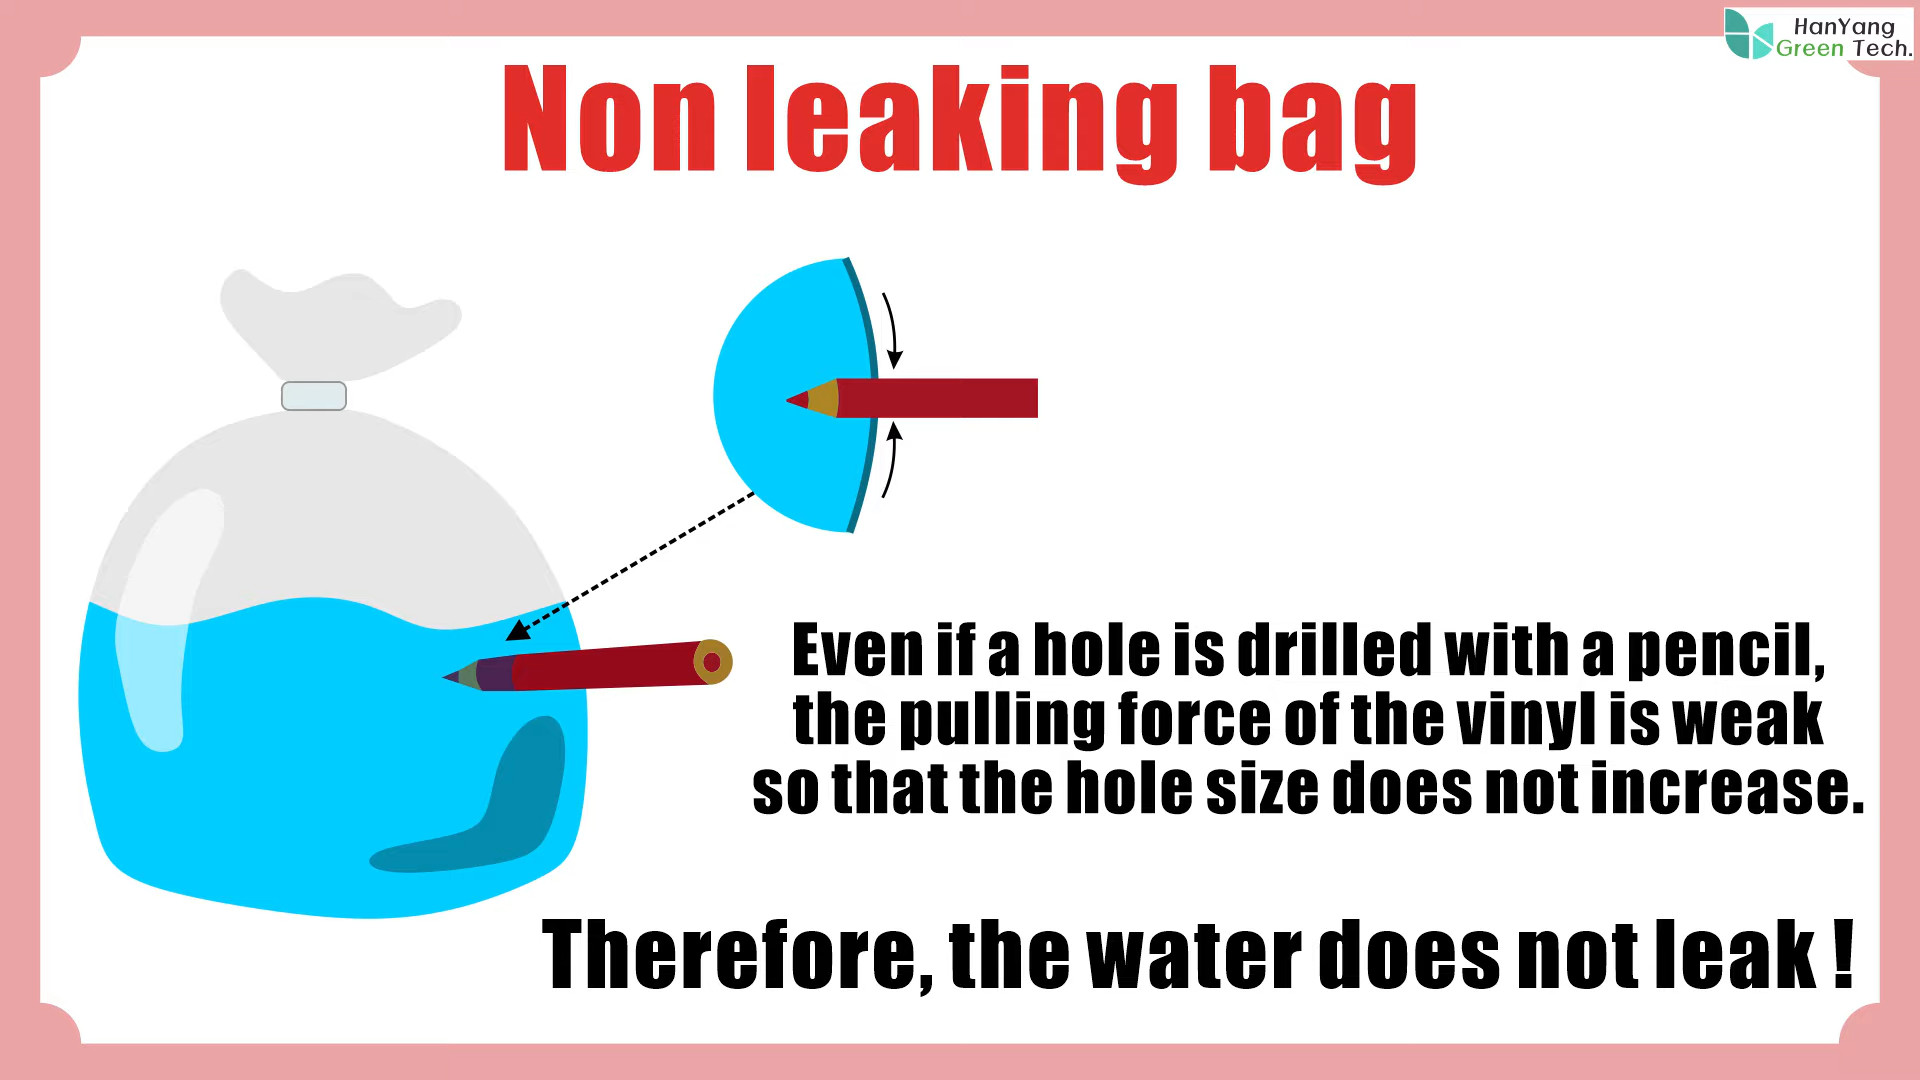 HanYang
Green Tech.
Non leaking bag
Even if a hole is drilled with a pencil,
the pulling force of the vinyl is weak
so that the hole size does not increase.
Therefore, the water does not leak !